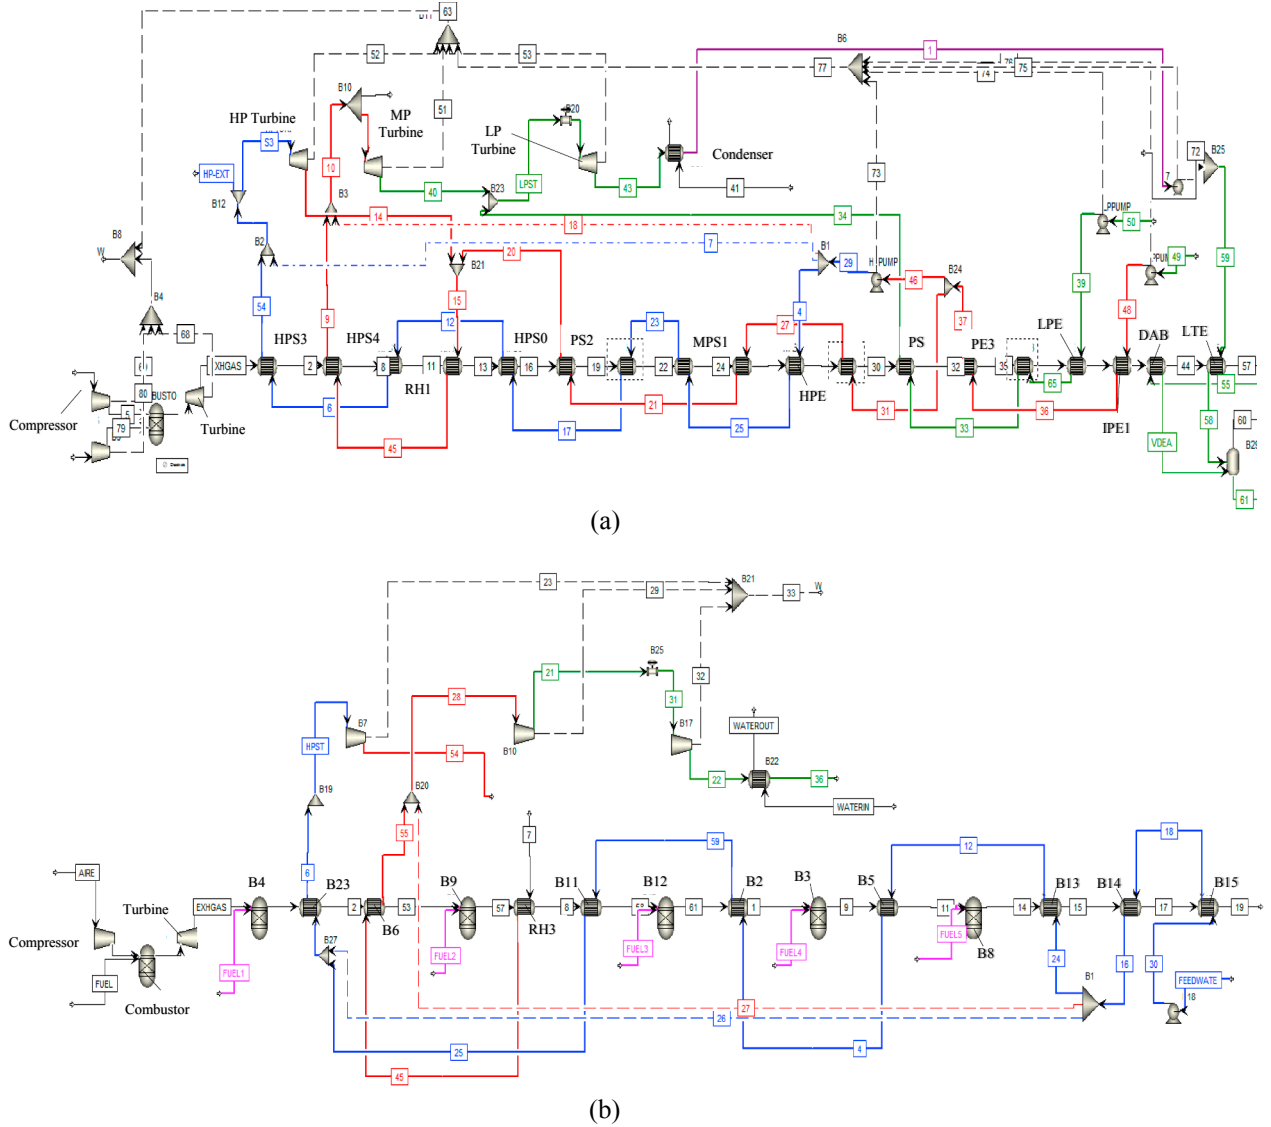 63
52
53
B6
1
77
75
74
B10
MP
Turbine
B20
HP Turbine
LP
Turbine
51
S3
10
LPST
Condenser
72
B25
7
HP-EXT
B12
40
B23
43
41
73
B3
14
18
34
50
B8
W
B2
7
B1
29
46
B24
59
49
20
B21
39
48
37
B4
54
9
15
12
23
4
27
68
HPS3
HPS4
HPS0
PS2
MPS1
PS
PE3
LPE
DAB
LTE
XHGAS
2
8
11
13
16
19
22
24
30
32
35
44
57
RH1
HPE
80
5
79
BUSTO
Compressor
Turbine
6
45
17
21
25
31
33
65
36
IPE1
55
VDEA
58
60
61
(a)
23
29
B21
33
W
21
B25
28
32
31
B7
HPST
B10
B17
54
WATEROUT
B22
22
36
WATERIN
B19
B20
55
7
59
12
18
6
AIRE
EXHGAS
B4
B23
B9
B11
B12
B2
B3
B5
B13
B14
B15
Turbine
2
53
57
8
61
1
9
11
14
15
17
19
B6
RH3
B8
Compressor
FUEL
Combustor
FUEL1
FUEL2
FUEL3
FUEL4
FUEL5
B27
24
B1
16
30
FEEDWATE
18
27
26
25
4
45
(b)